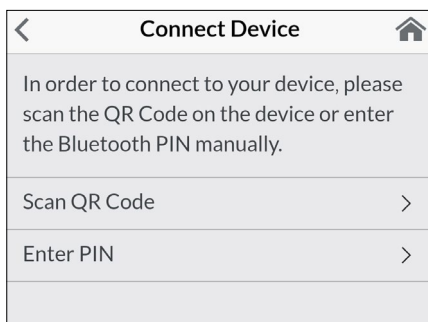 Connect Device
In order to connect to your device, please
scan the QR Code on the device or enter
the Bluetooth PIN manually.
Scan QR Code
Enter PIN